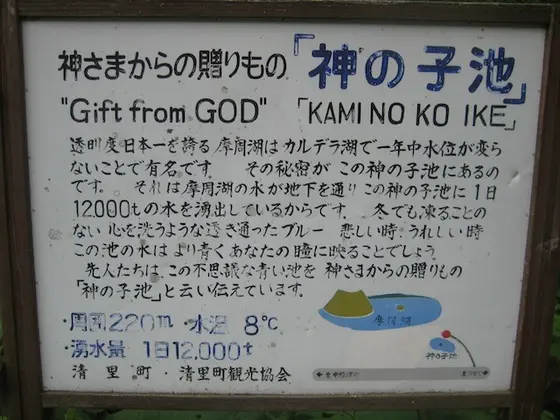 神さまからの贈りもの「神の子池」
"Gift from GOD" 「KAMI NO KO IKE」
透明度日本一を誇る摩周湖はカルデラ湖で一年中水位が変ら
ないことで有名です。 その秘密がこの神の子池にあるの
です。 それは摩周湖の水が地下を通りこの神の子池に1日
12,000tもの水を湧出しているからです。 冬でも凍ることの
ない心を洗うような透き通ったブルー 悲しい時 うれしい時
この池の水はより青くあなたの瞳に映ることでしょう
先人たちは、この不思議な青い池を 神さまからの贈りもの
「神の子池」と云い伝えています。
・周囲220m 水温 8℃
・湧水量 1日12,000t
清里町・清里町観光協会
摩周湖
神の子池